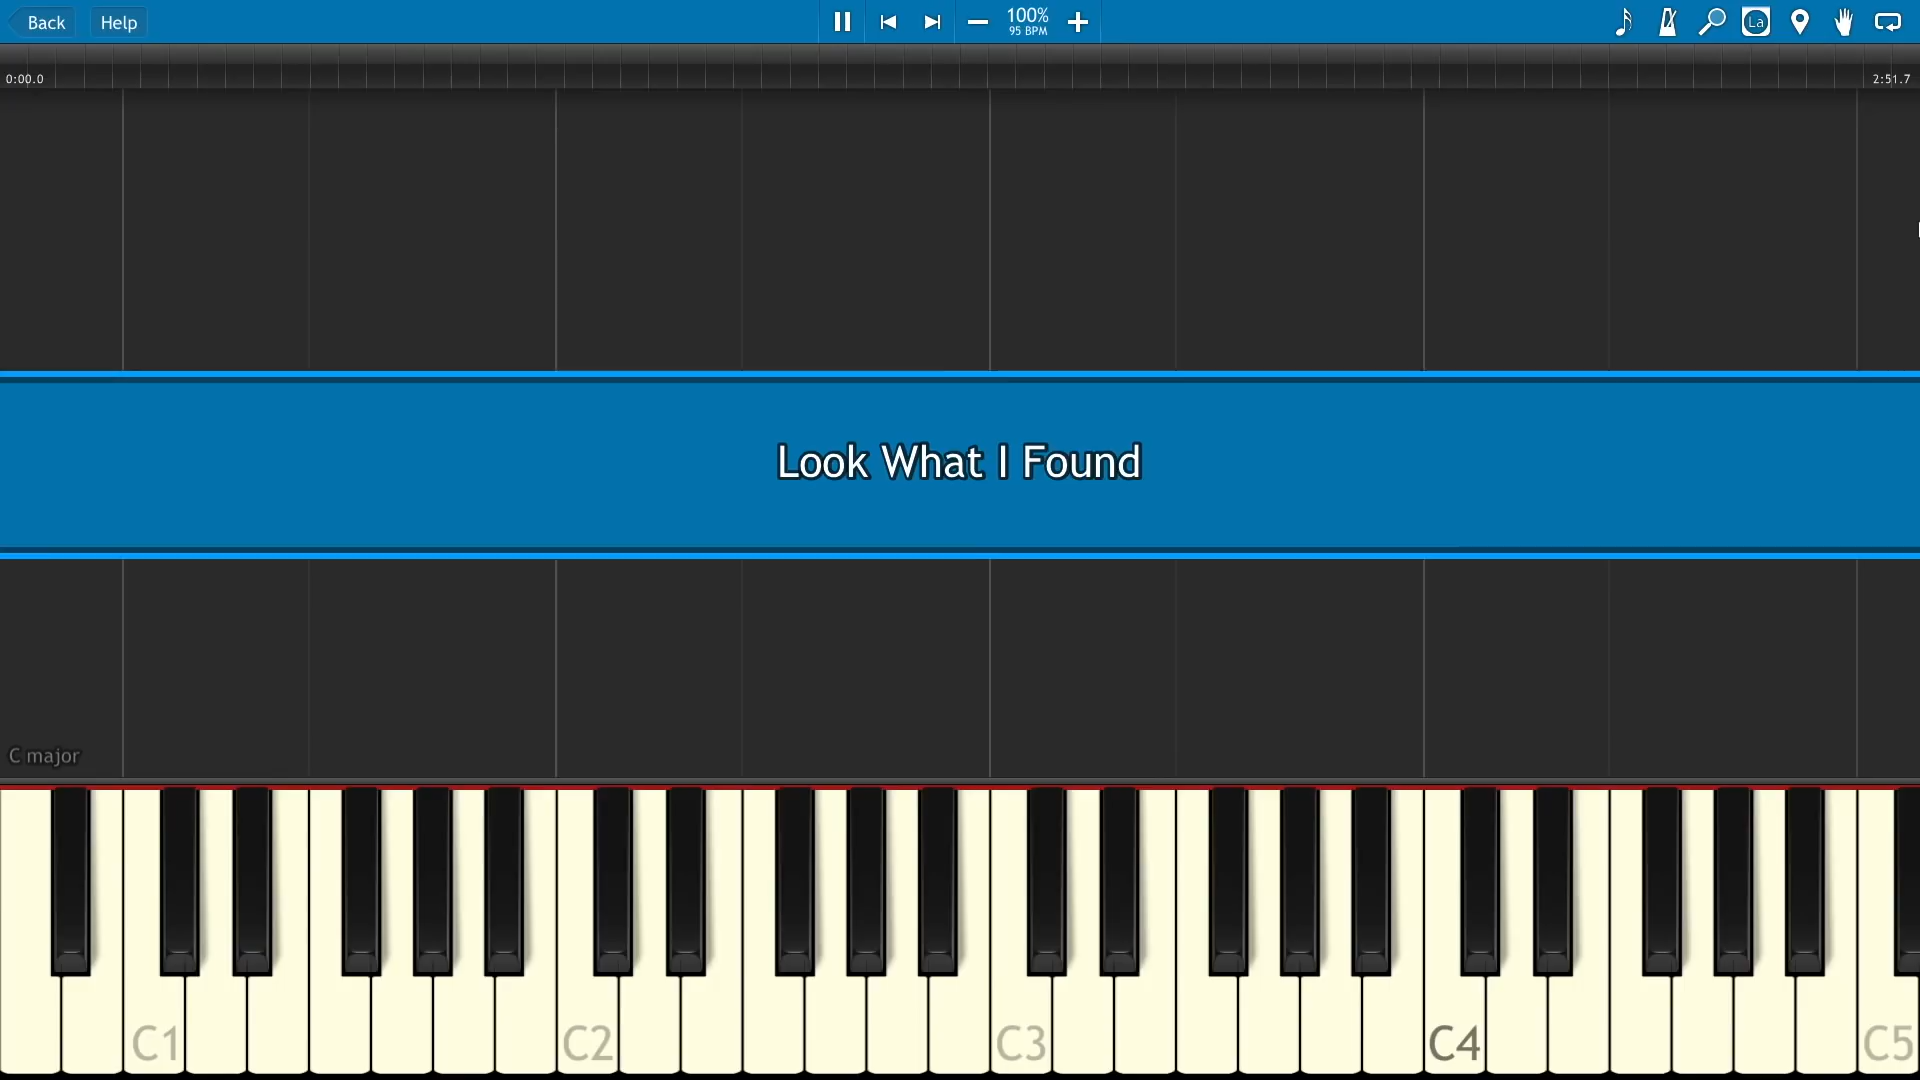 Back Help 100% La
95 BPM
0:00.0 2:51.7
Look What I Found
C major
C1 C2 C3 C4 C5